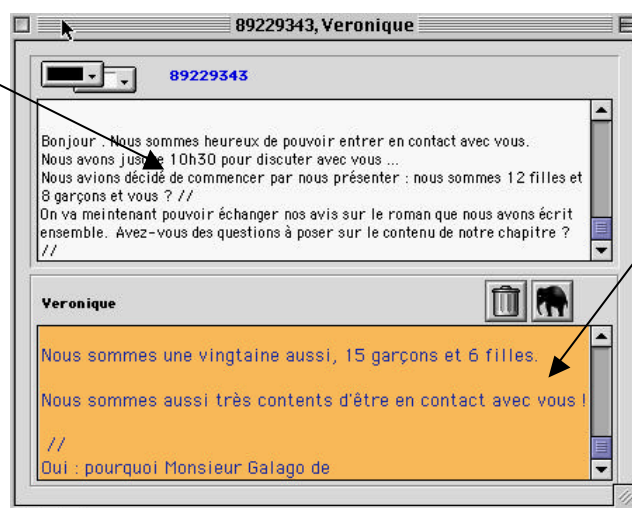 89229343, Veronique
89229343
Bonjour . Nous sommes heureux de pouvoir entrer en contact avec vous.
Nous avons jusque 10h30 pour discuter avec vous ...
Nous avions décidé de commencer par nous présenter : nous sommes 12 filles et
8 garçons et vous ? //
On va meintenant pouvoir échanger nos avis sur le roman que nous avons écrit
ensemble. Avez-vous des questions à poser sur le contenu de notre chapitre ?
//
Veronique
Nous sommes une vingtaine aussi, 15 garçons et 6 filles.
Nous sommes aussi très contents d'être en contact avec vous !
//
Oui : pourquoi Monsieur Galago de